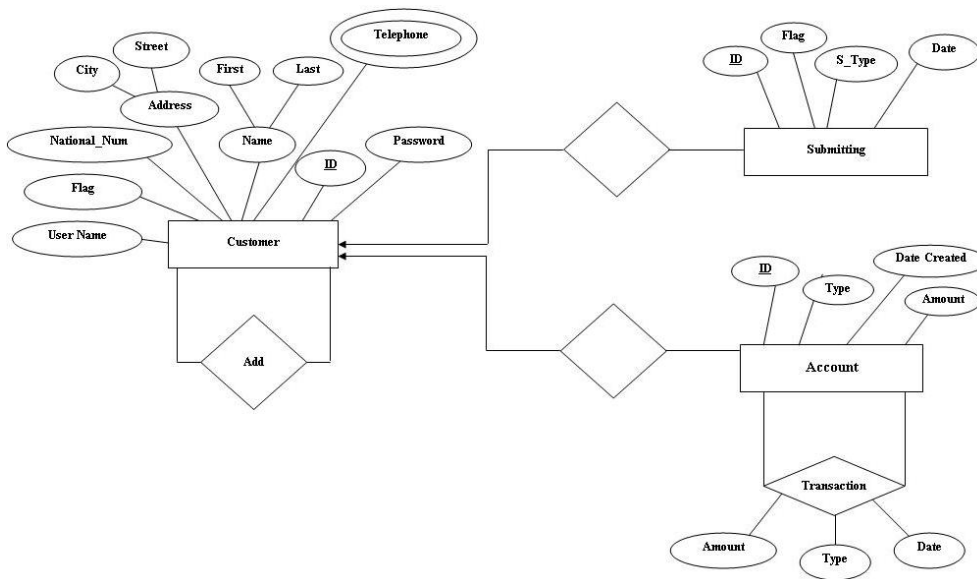 Telephone
Street
First
Last
City
Address
Name
National_Num
ID
Password
Flag
User Name
Customer
Add
Flag
ID
S_Type
Date
Submitting
Date Created
ID
Type
Amount
Account
Transaction
Amount
Type
Date